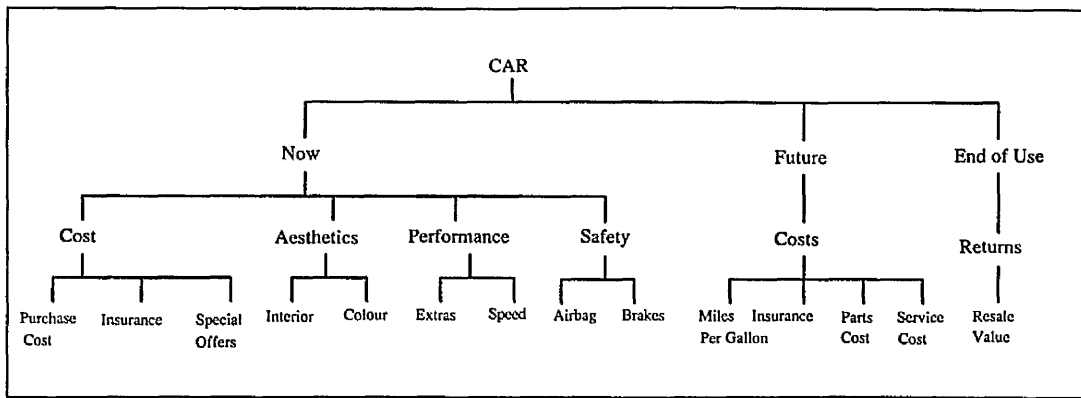 CAR
Now
Future
End of Use
Cost
Aesthetics
Performance
Safety
Costs
Returns
Purchase
Cost
Insurance
Special
Offers
Interior
Colour
Extras
Speed
Airbag
Brakes
Miles
Per Gallon
Insurance
Parts
Cost
Service
Cost
Resale
Value